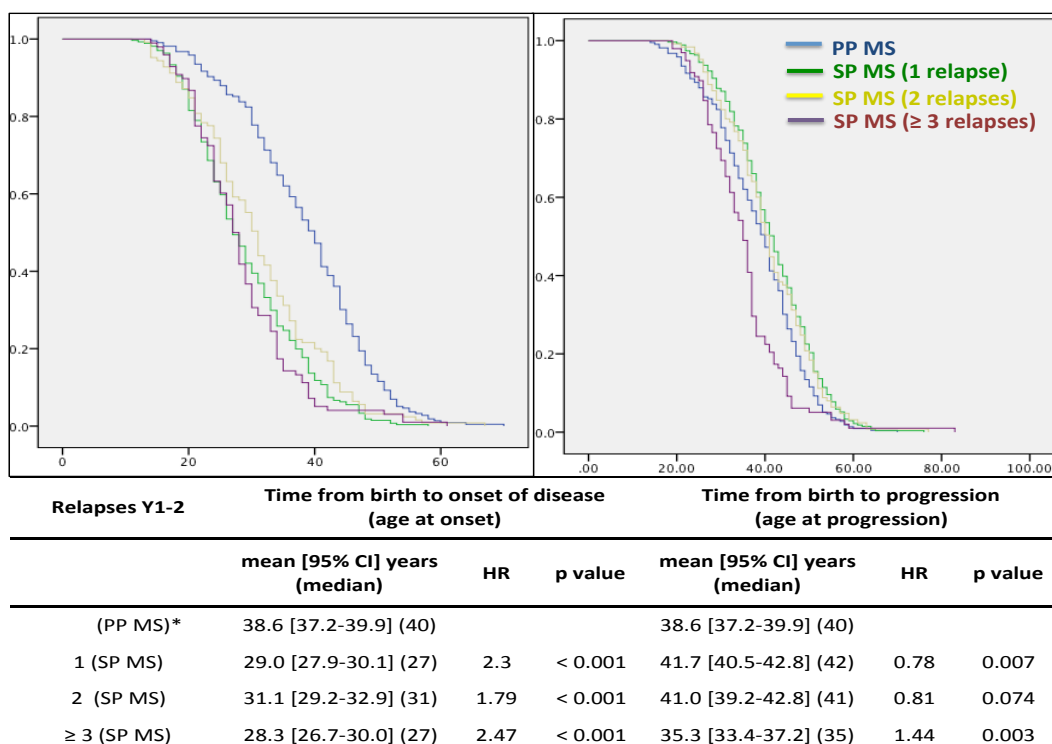 1.0
0.8
0.6
0.4
0.2
0.0
0 20 40 60
1.0
0.8
0.6
0.4
0.2
0.0
.00 20.00 40.00 60.00 80.00 100.00
PP MS
SP MS (1 relapse)
SP MS (2 relapses)
SP MS (≥ 3 relapses)
Relapses Y1-2 Time from birth to onset of disease Time from birth to progression
(age at onset) (age at progression)
mean [95% CI] years HR p value mean [95% CI] years HR p value
(median) (median)
(PP MS)* 38.6 [37.2-39.9] (40) 38.6 [37.2-39.9] (40)
1 (SP MS) 29.0 [27.9-30.1] (27) 2.3 < 0.001 41.7 [40.5-42.8] (42) 0.78 0.007
2 (SP MS) 31.1 [29.2-32.9] (31) 1.79 < 0.001 41.0 [39.2-42.8] (41) 0.81 0.074
≥ 3 (SP MS) 28.3 [26.7-30.0] (27) 2.47 < 0.001 35.3 [33.4-37.2] (35) 1.44 0.003